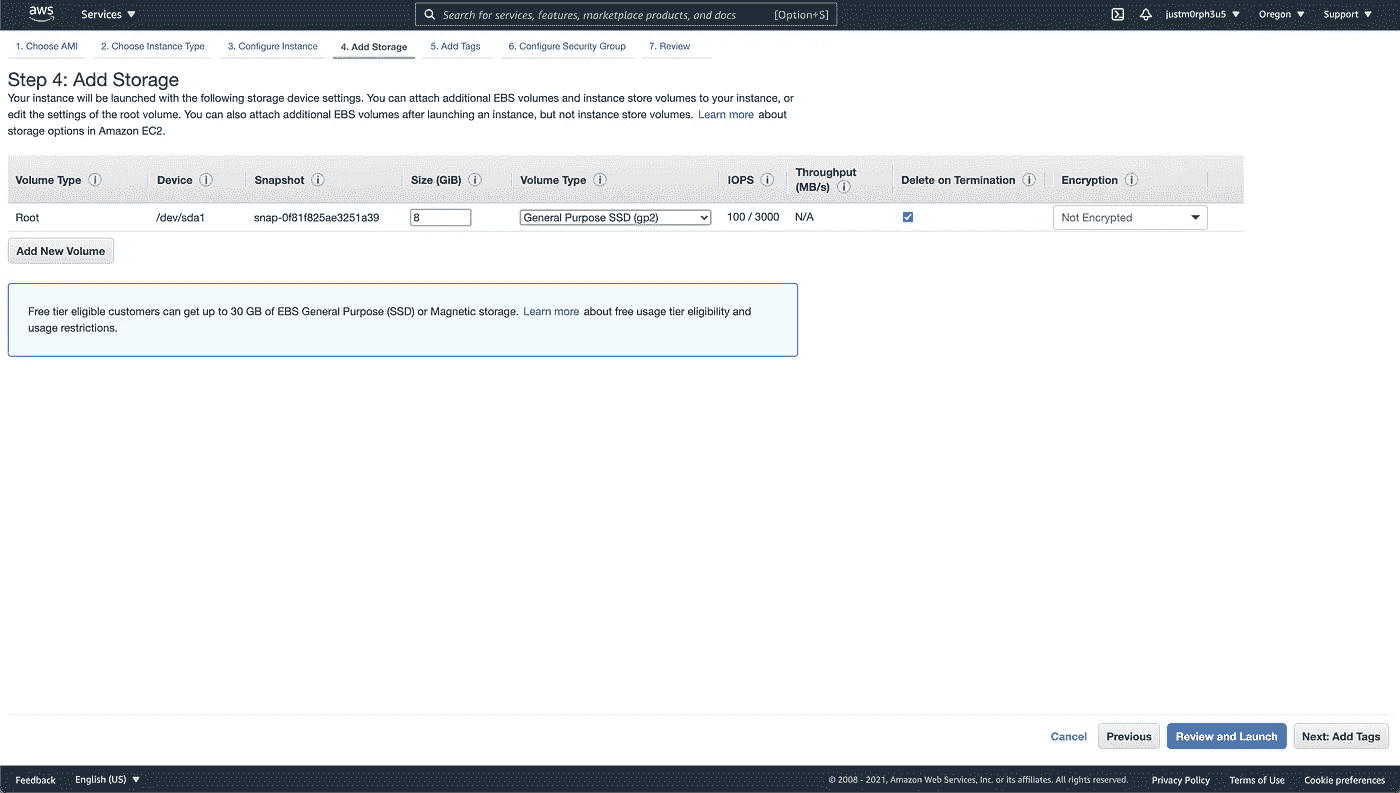 aws Services Search for services, features, marketplace products, and docs [Option+S] justm0rph3u5 Oregon Support
1. Choose AMI 2. Choose Instance Type 3. Configure Instance 4. Add Storage 5. Add Tags 6. Configure Security Group 7. Review
Step 4: Add Storage
Your instance will be launched with the following storage device settings. You can attach additional EBS volumes and instance store volumes to your instance, or
edit the settings of the root volume. You can also attach additional EBS volumes after launching an instance, but not instance store volumes. Learn more about
storage options in Amazon EC2.
Volume Type Device Snapshot Size (GiB) Volume Type IOPS Throughput (MB/s) Delete on Termination Encryption
Root /dev/sda1 snap-0f81f825ae3251a39 8 General Purpose SSD (gp2) 100 / 3000 N/A Not Encrypted
Add New Volume
Free tier eligible customers can get up to 30 GB of EBS General Purpose (SSD) or Magnetic storage. Learn more about free usage tier eligibility and
usage restrictions.
Cancel Previous Review and Launch Next: Add Tags
Feedback English (US) © 2008 - 2021, Amazon Web Services, Inc. or its affiliates. All rights reserved. Privacy Policy Terms of Use Cookie preferences